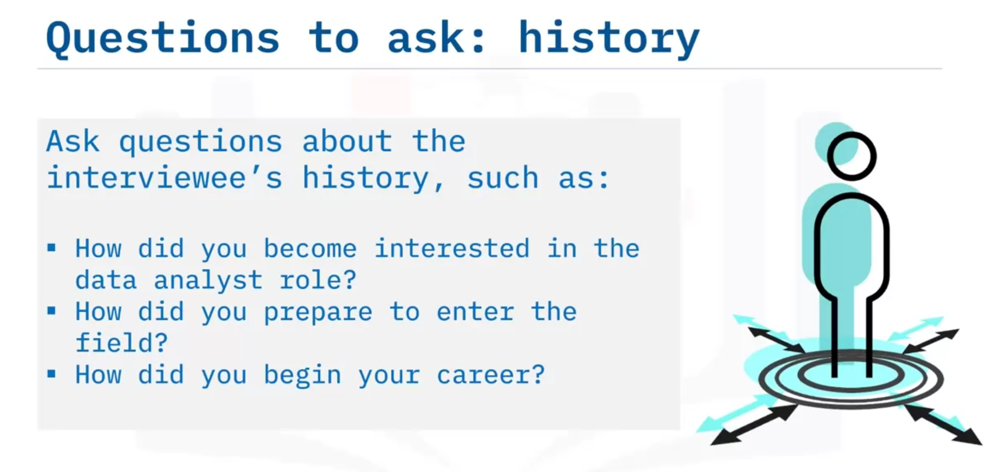 Questions to ask: history
Ask questions about the
interviewee’s history, such as:
▪ How did you become interested in the
data analyst role?
▪ How did you prepare to enter the
field?
▪ How did you begin your career?